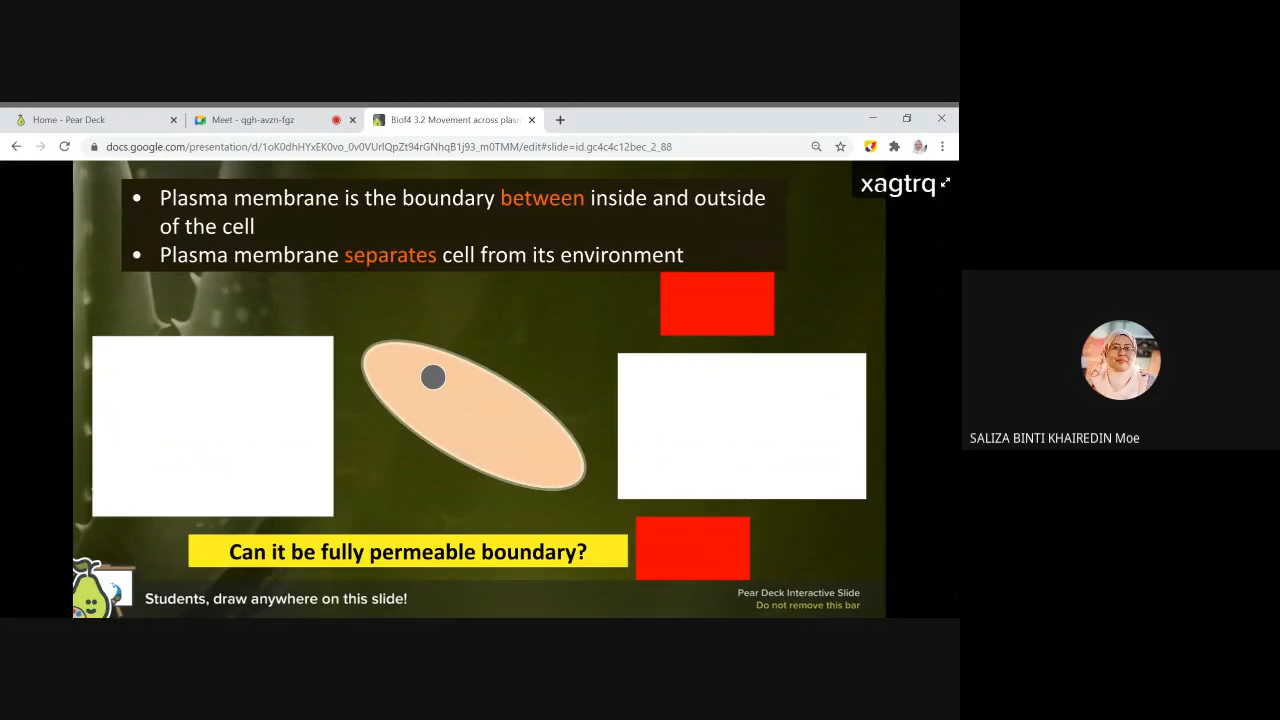 Home - Pear Deck
Meet - qgh-avzn-fgz
Biof4 3.2 Movement across plasm
docs.google.com/presentation/d/1oK0dhHYxEK0vo_0v0VUrlQpZt94rGNhqB1j93_m0TMM/edit#slide=id.gc4c4c12bec_2_88
xagtrq
• Plasma membrane is the boundary between inside and outside
of the cell
• Plasma membrane separates cell from its environment
SALIZA BINTI KHAIREDIN Moe
Can it be fully permeable boundary?
Students, draw anywhere on this slide!
Pear Deck Interactive Slide
Do not remove this bar